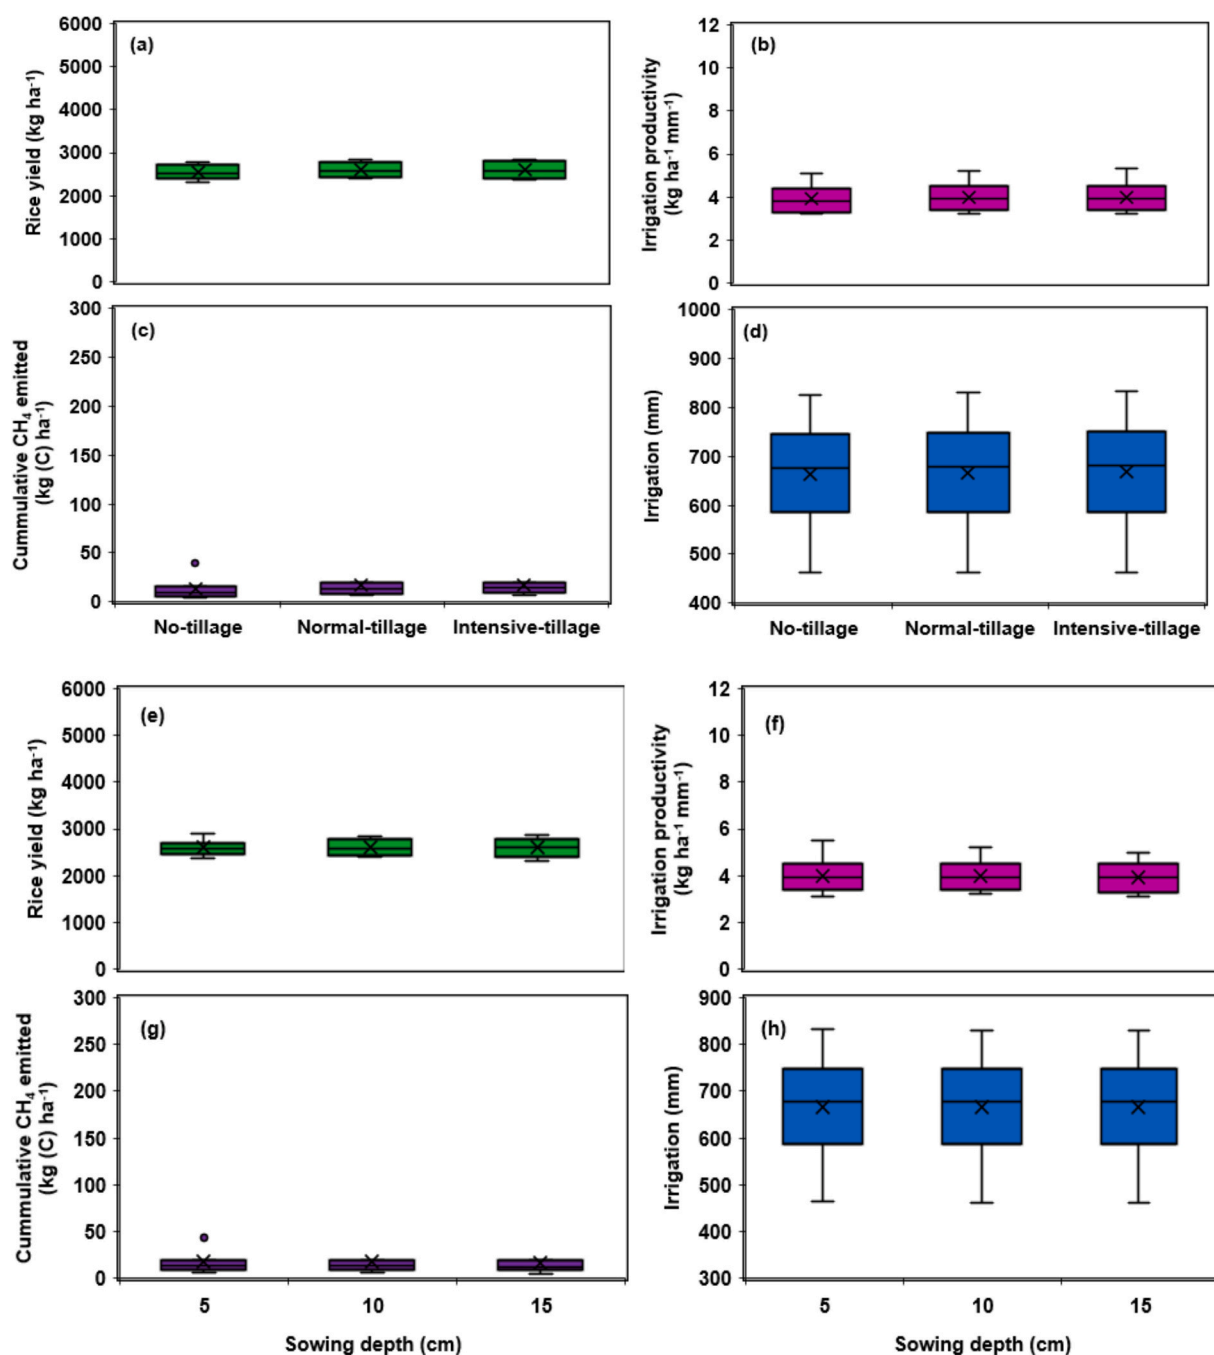 (a)
Rice yield (kg ha⁻¹)
6000
5000
4000
3000
2000
1000
0
(b)
Irrigation productivity
(kg ha⁻¹ mm⁻¹)
12
10
8
6
4
2
0
(c)
Cummulative CH₄ emitted
(kg (C) ha⁻¹)
300
250
200
150
100
50
0
No-tillage Normal-tillage Intensive-tillage
(d)
Irrigation (mm)
1000
900
800
700
600
500
400
No-tillage Normal-tillage Intensive-tillage
(e)
Rice yield (kg ha⁻¹)
6000
5000
4000
3000
2000
1000
0
(f)
Irrigation productivity
(kg ha⁻¹ mm⁻¹)
12
10
8
6
4
2
0
(g)
Cummulative CH₄ emitted
(kg (C) ha⁻¹)
300
250
200
150
100
50
0
5 10 15
Sowing depth (cm)
(h)
Irrigation (mm)
900
800
700
600
500
400
300
5 10 15
Sowing depth (cm)